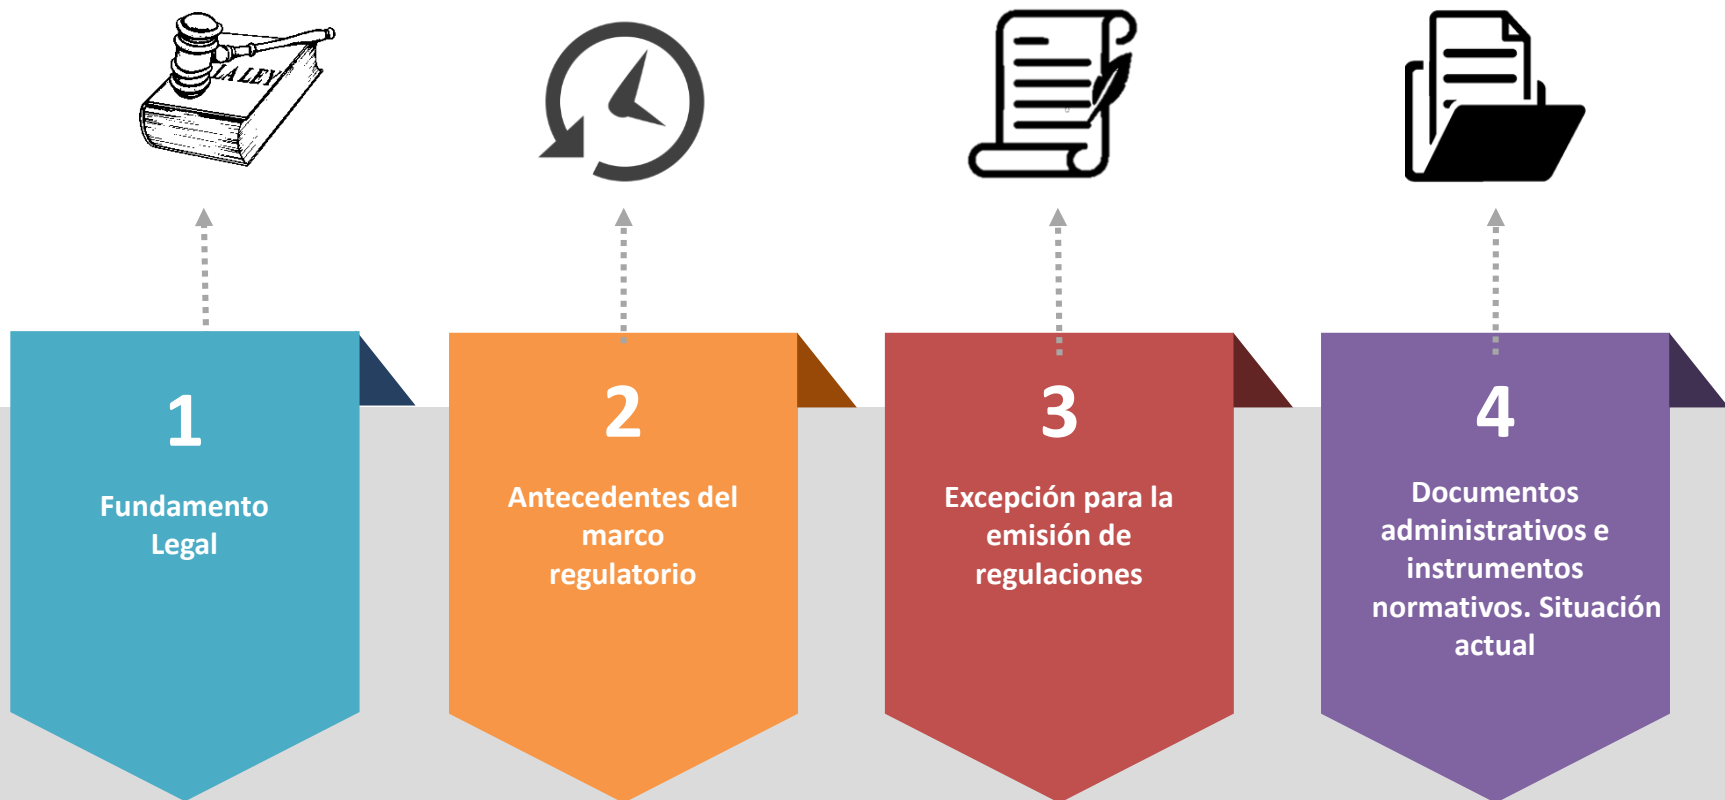 LA LEY
1
Fundamento
Legal
2
Antecedentes del
marco
regulatorio
3
Excepción para la
emisión de
regulaciones
4
Documentos
administrativos e
instrumentos
normativos. Situación
actual